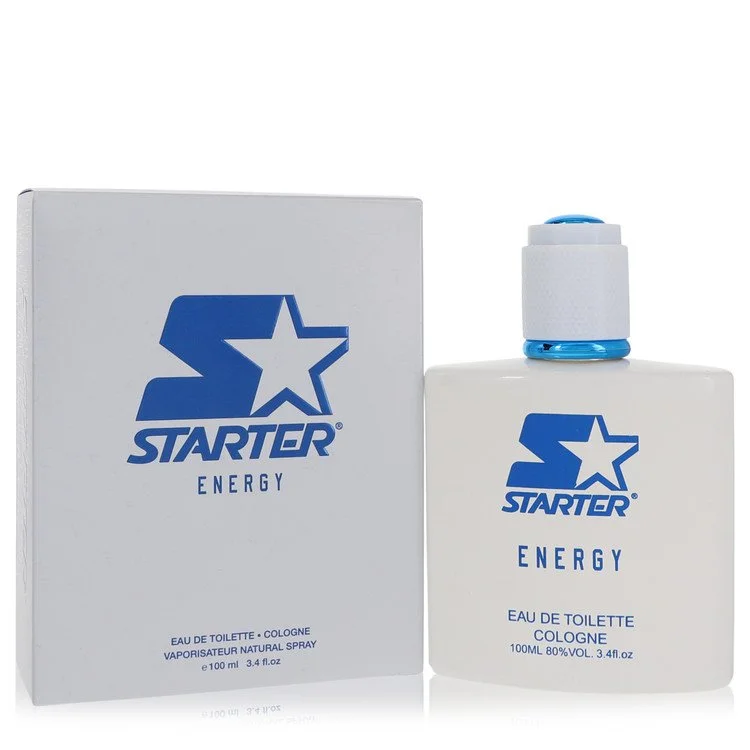 STARTER®
ENERGY
EAU DE TOILETTE • COLOGNE
VAPORISATEUR NATURAL SPRAY
e 100 ml 3.4 fl.oz
STARTER®
ENERGY
EAU DE TOILETTE
COLOGNE
100ML 80%VOL. 3.4fl.oz